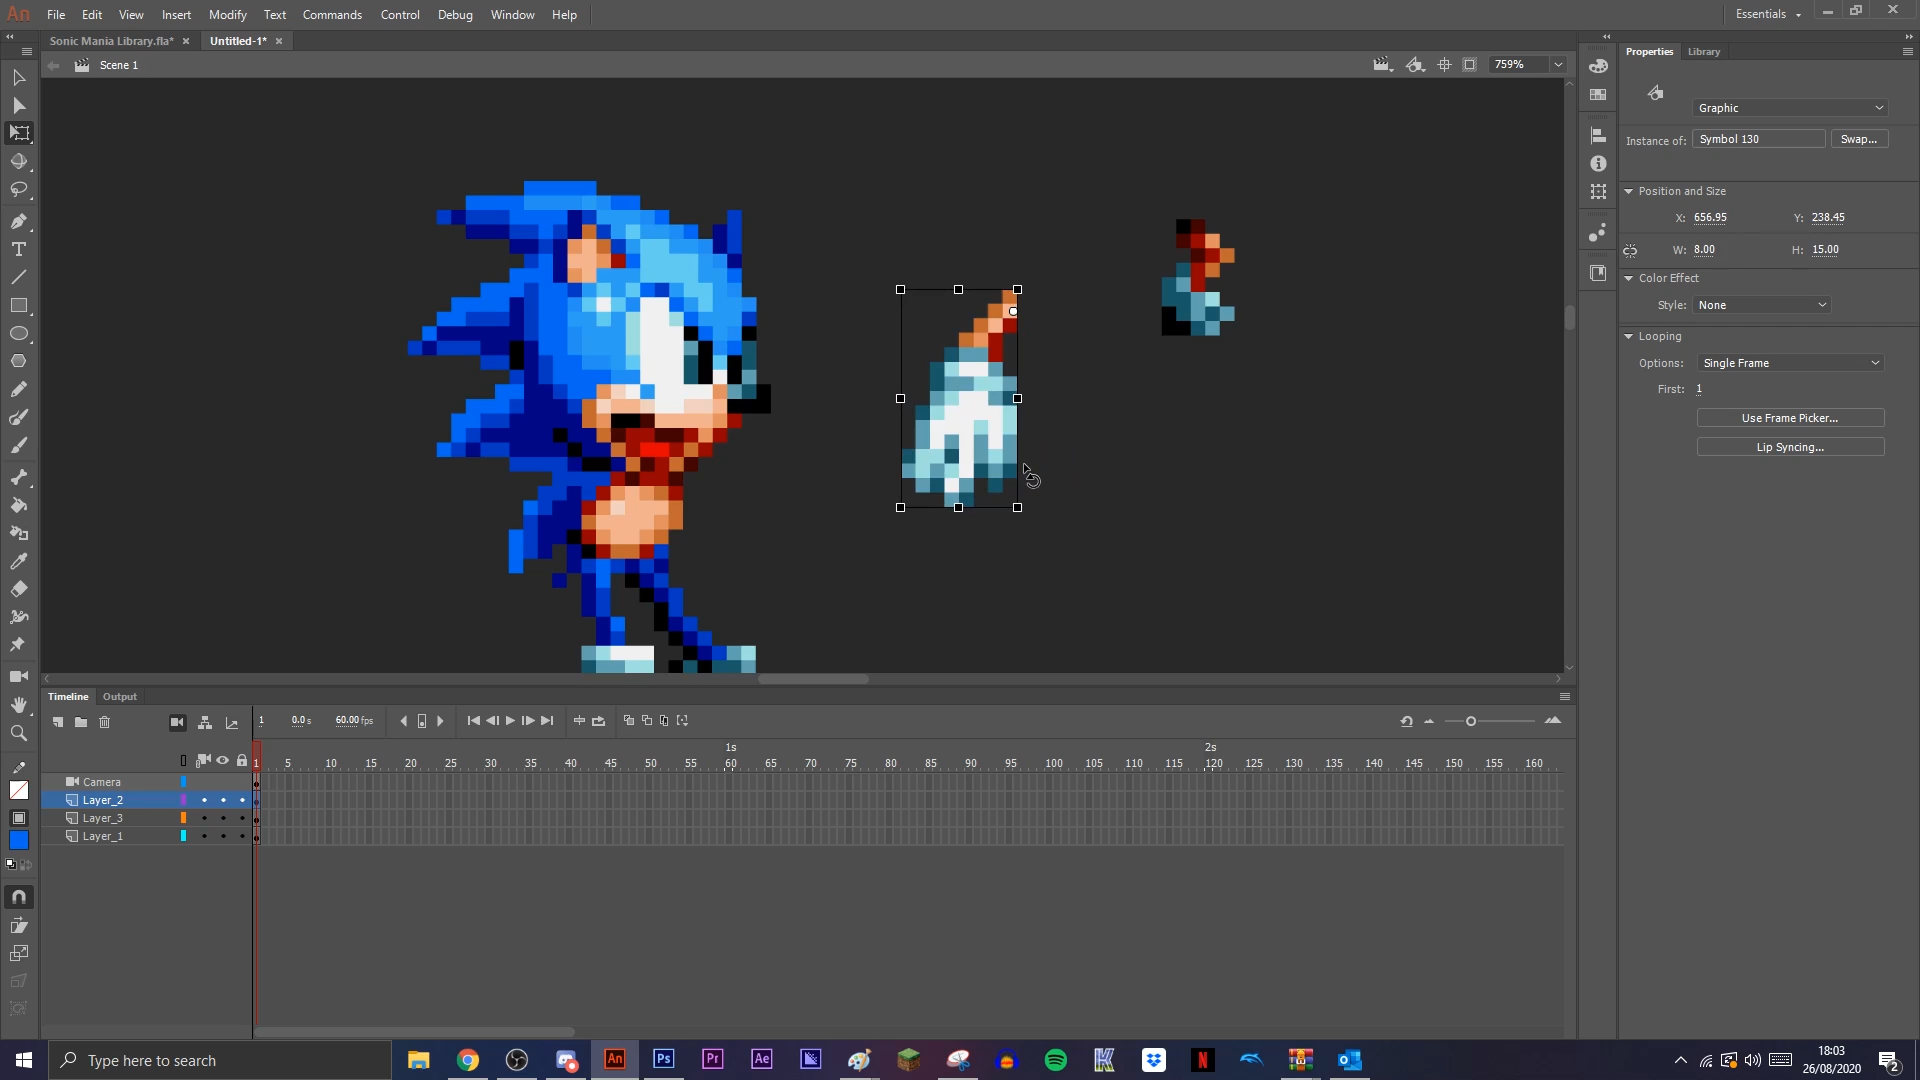 An File Edit View Insert Modify Text Commands Control Debug Window Help Essentials
Sonic Mania Library.fla* × Untitled-1* ×
Scene 1 759%
Properties Library
Graphic
Instance of: Symbol 130 Swap...
Position and Size
X: 656.95 Y: 238.45
W: 8.00 H: 15.00
Color Effect
Style: None
Looping
Options: Single Frame
First: 1
Use Frame Picker...
Lip Syncing...
Timeline Output
1 0.0 s 60.00 fps
1s 2s
1 5 10 15 20 25 30 35 40 45 50 55 60 65 70 75 80 85 90 95 100 105 110 115 120 125 130 135 140 145 150 155 160
Camera
Layer_2
Layer_3
Layer_1
Type here to search
An Ps Pr Ae K N
18:03
26/08/2020
2